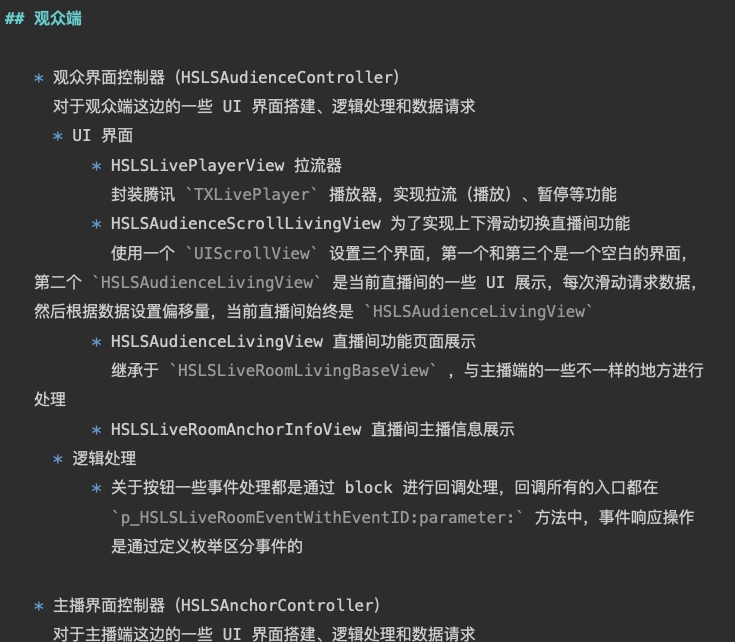 ## 观众端
* 观众界面控制器（HSLSAudienceController）
对于观众端这边的一些 UI 界面搭建、逻辑处理和数据请求
* UI 界面
* HSLSLivePlayerView 拉流器
封装腾讯 `TXLivePlayer` 播放器，实现拉流（播放）、暂停等功能
* HSLSAudienceScrollLivingView 为了实现上下滑动切换直播间功能
使用一个 `UIScrollView` 设置三个界面，第一个和第三个是一个空白的界面，
第二个 `HSLSAudienceLivingView` 是当前直播间的一些 UI 展示，每次滑动请求数据，
然后根据数据设置偏移量，当前直播间始终是 `HSLSAudienceLivingView`
* HSLSAudienceLivingView 直播间功能页面展示
继承于 `HSLSLiveRoomLivingBaseView` ，与主播端的一些不一样的地方进行
处理
* HSLSLiveRoomAnchorInfoView 直播间主播信息展示
* 逻辑处理
* 关于按钮一些事件处理都是通过 block 进行回调处理，回调所有的入口都在
`p_HSLSLiveRoomEventWithEventID:parameter:` 方法中，事件响应操作
是通过定义枚举区分事件的
* 主播界面控制器（HSLSAnchorController）
对于主播端这边的一些 UI 界面搭建、逻辑处理和数据请求